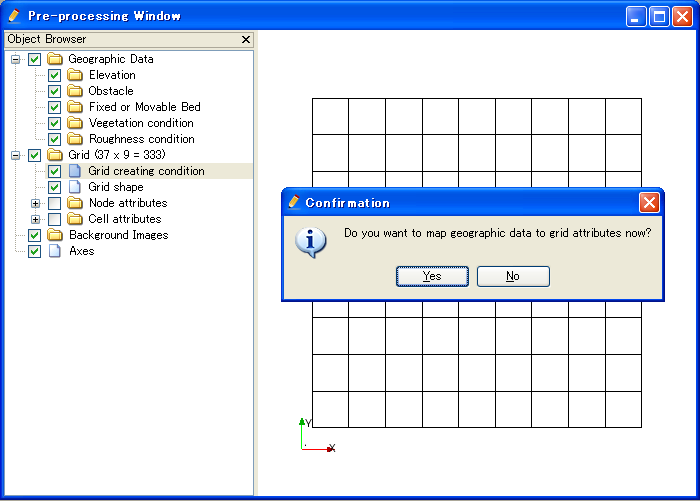 Pre-processing Window
Object Browser
Geographic Data
Elevation
Obstacle
Fixed or Movable Bed
Vegetation condition
Roughness condition
Grid (37 x 9 = 333)
Grid creating condition
Grid shape
Node attributes
Cell attributes
Background Images
Axes
Confirmation
Do you want to map geographic data to grid attributes now?
Yes
No
Y
X